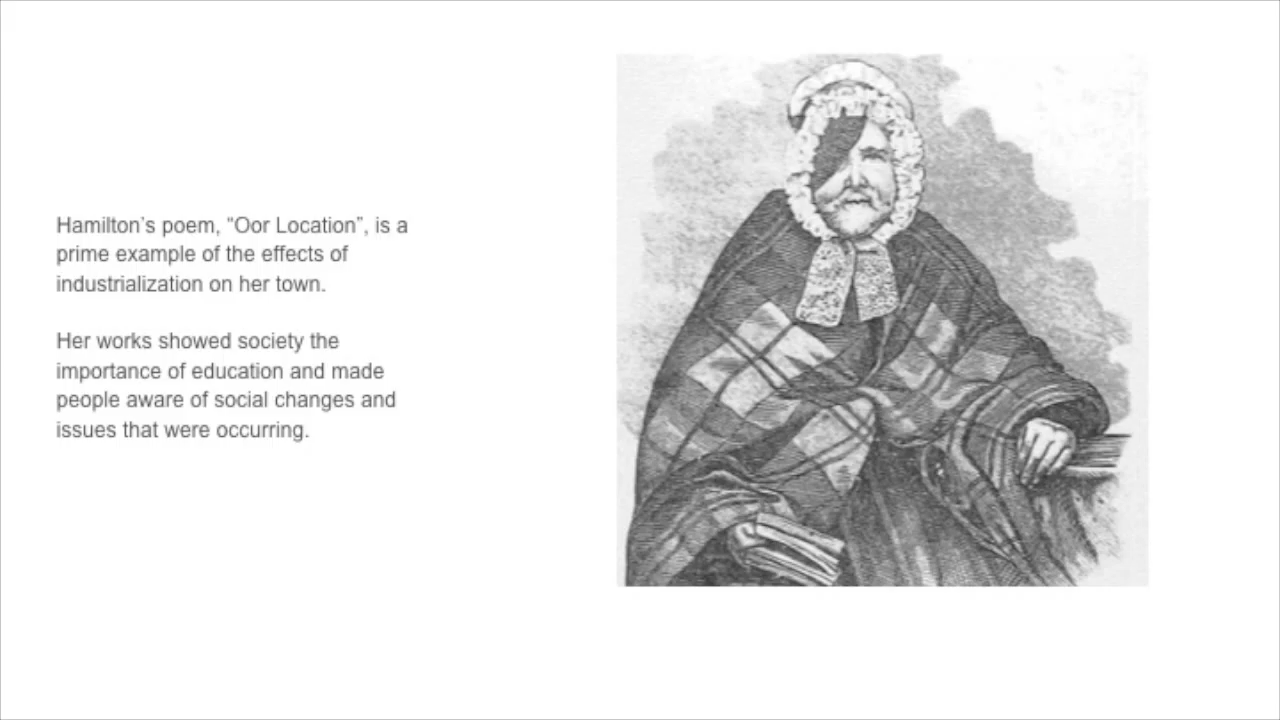 Hamilton’s poem, “Oor Location”, is a
prime example of the effects of
industrialization on her town.
Her works showed society the
importance of education and made
people aware of social changes and
issues that were occurring.